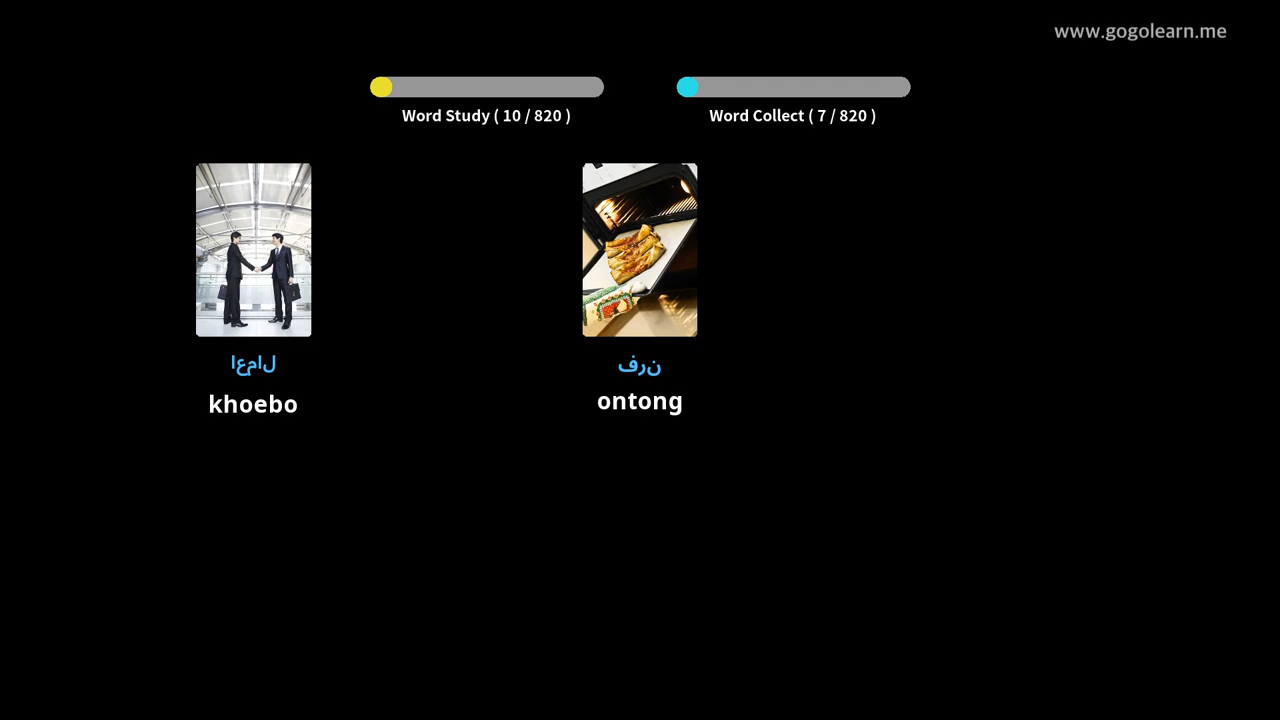 www.gogolearn.me
Word Study ( 10 / 820 )
Word Collect ( 7 / 820 )
اعمال
فرن
khoebo
ontong